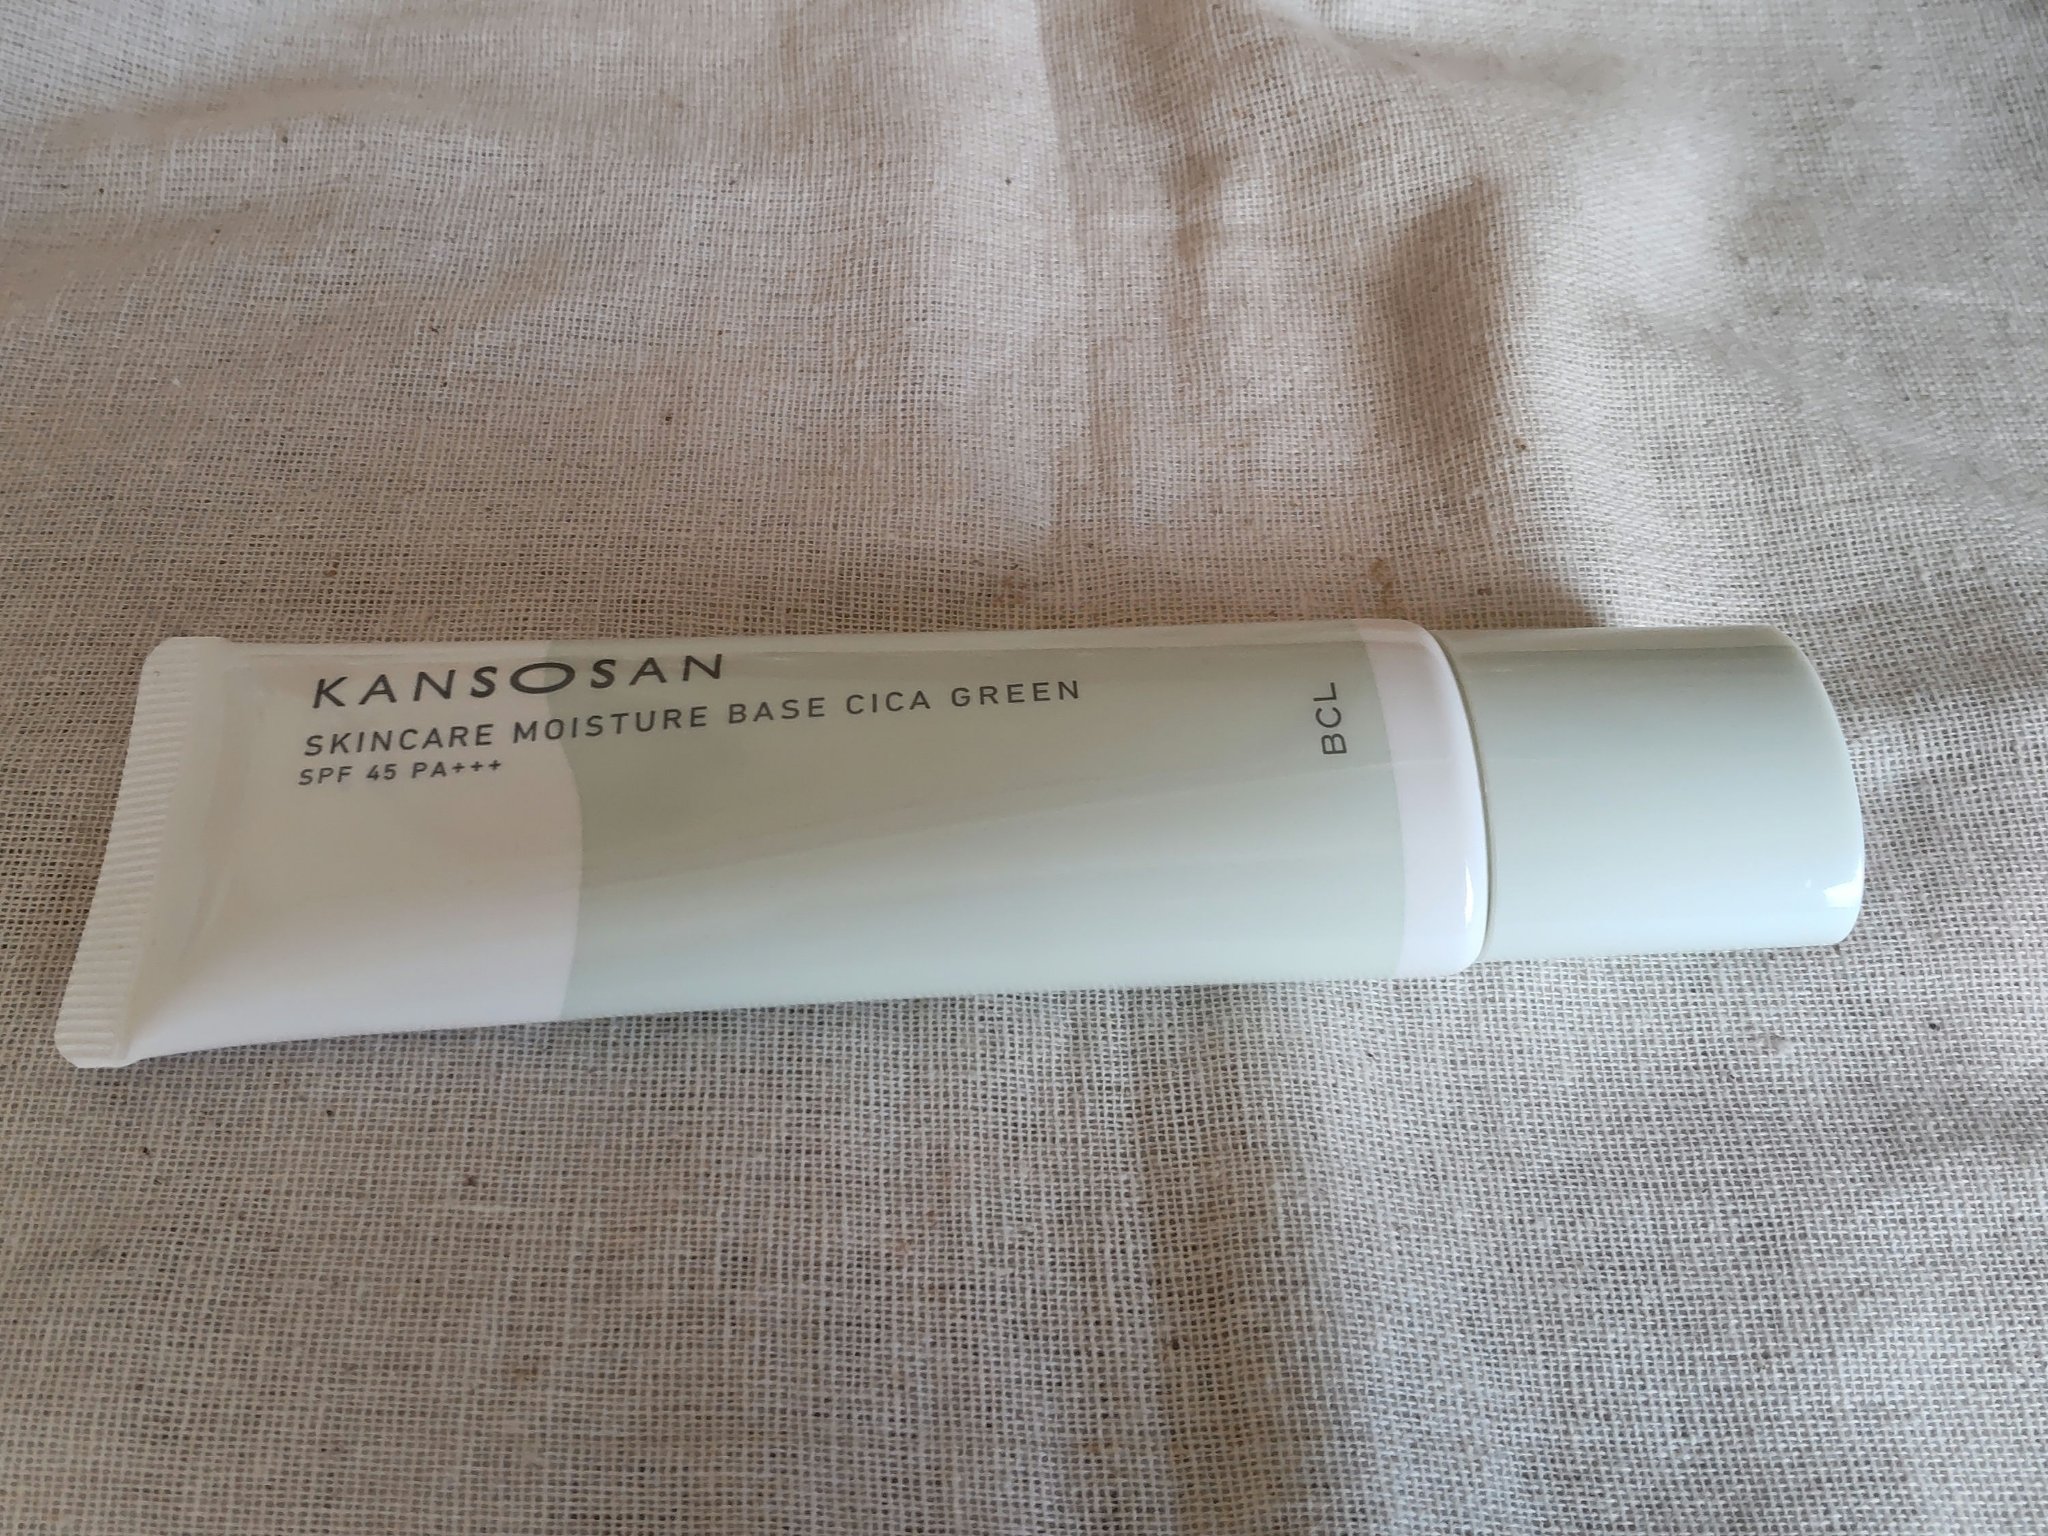 KANSOSAN
SKINCARE MOISTURE BASE CICA GREEN
SPF 45 PA+++
BCL